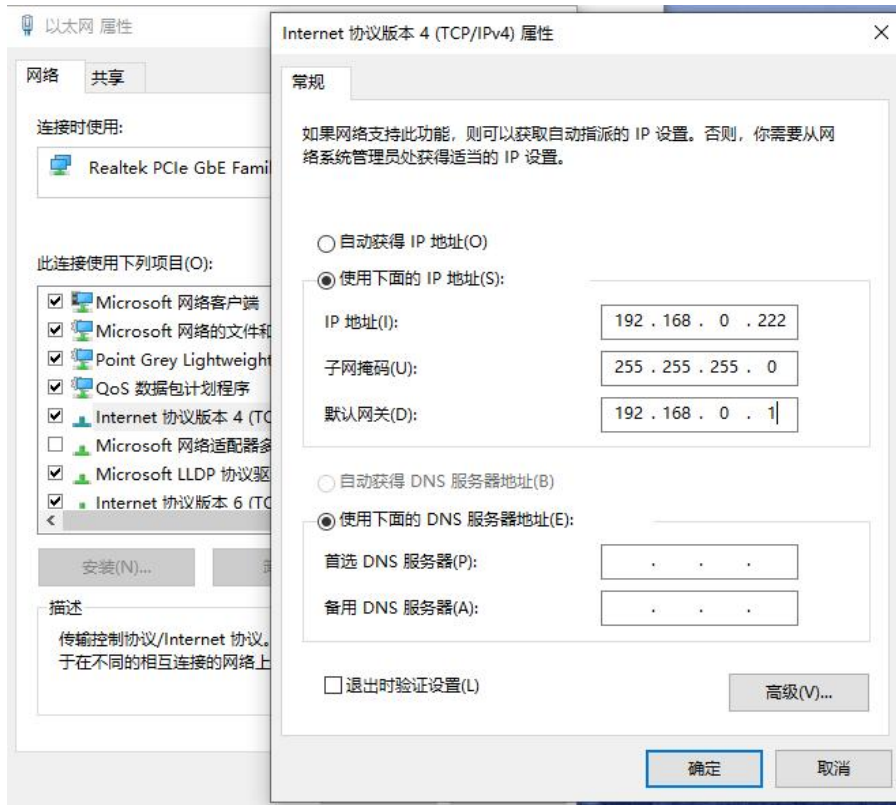 以太网 属性
网络
共享
连接时使用:
Realtek PCIe GbE Fami
此连接使用下列项目(O):
Microsoft 网络客户端
Microsoft 网络的文件和
Point Grey Lightweight
QoS 数据包计划程序
Internet 协议版本 4 (TC
Microsoft 网络适配器多
Microsoft LLDP 协议驱
Internet 协议版本 6 (TC
安装(N)...
描述
传输控制协议/Internet 协议。
于在不同的相互连接的网络上
Internet 协议版本 4 (TCP/IPv4) 属性
常规
如果网络支持此功能，则可以获取自动指派的 IP 设置。否则，你需要从网
络系统管理员处获得适当的 IP 设置。
自动获得 IP 地址(O)
使用下面的 IP 地址(S):
IP 地址(I): 192 . 168 . 0 . 222
子网掩码(U): 255 . 255 . 255 . 0
默认网关(D): 192 . 168 . 0 . 1
自动获得 DNS 服务器地址(B)
使用下面的 DNS 服务器地址(E):
首选 DNS 服务器(P): . . .
备用 DNS 服务器(A): . . .
退出时验证设置(L)
高级(V)...
确定
取消